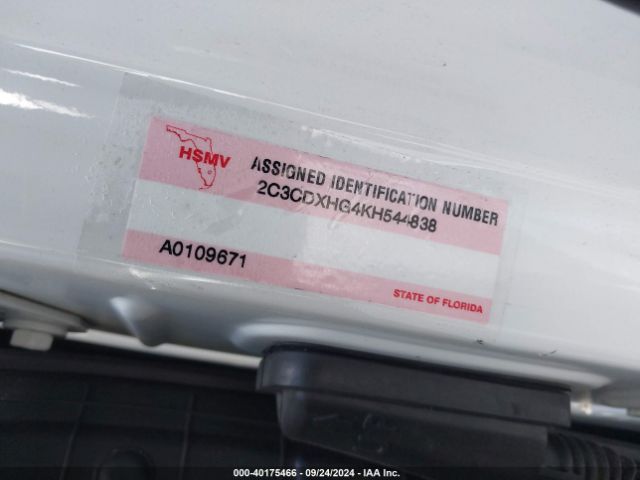 HSMV
ASSIGNED IDENTIFICATION NUMBER
2C3CDXHG4KH544838
A0109671
STATE OF FLORIDA
000-40175466 - 09/24/2024 - IAA Inc.